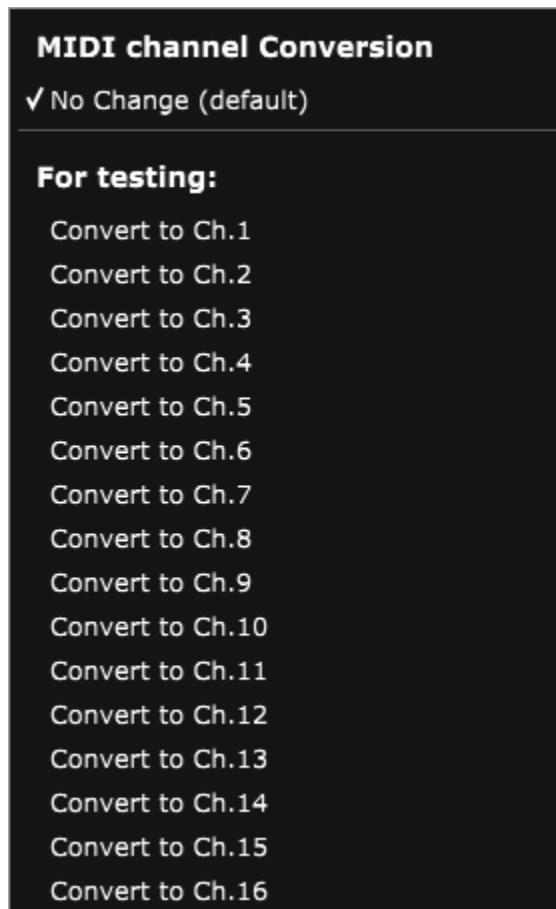 MIDI channel Conversion
✓ No Change (default)
For testing:
Convert to Ch.1
Convert to Ch.2
Convert to Ch.3
Convert to Ch.4
Convert to Ch.5
Convert to Ch.6
Convert to Ch.7
Convert to Ch.8
Convert to Ch.9
Convert to Ch.10
Convert to Ch.11
Convert to Ch.12
Convert to Ch.13
Convert to Ch.14
Convert to Ch.15
Convert to Ch.16